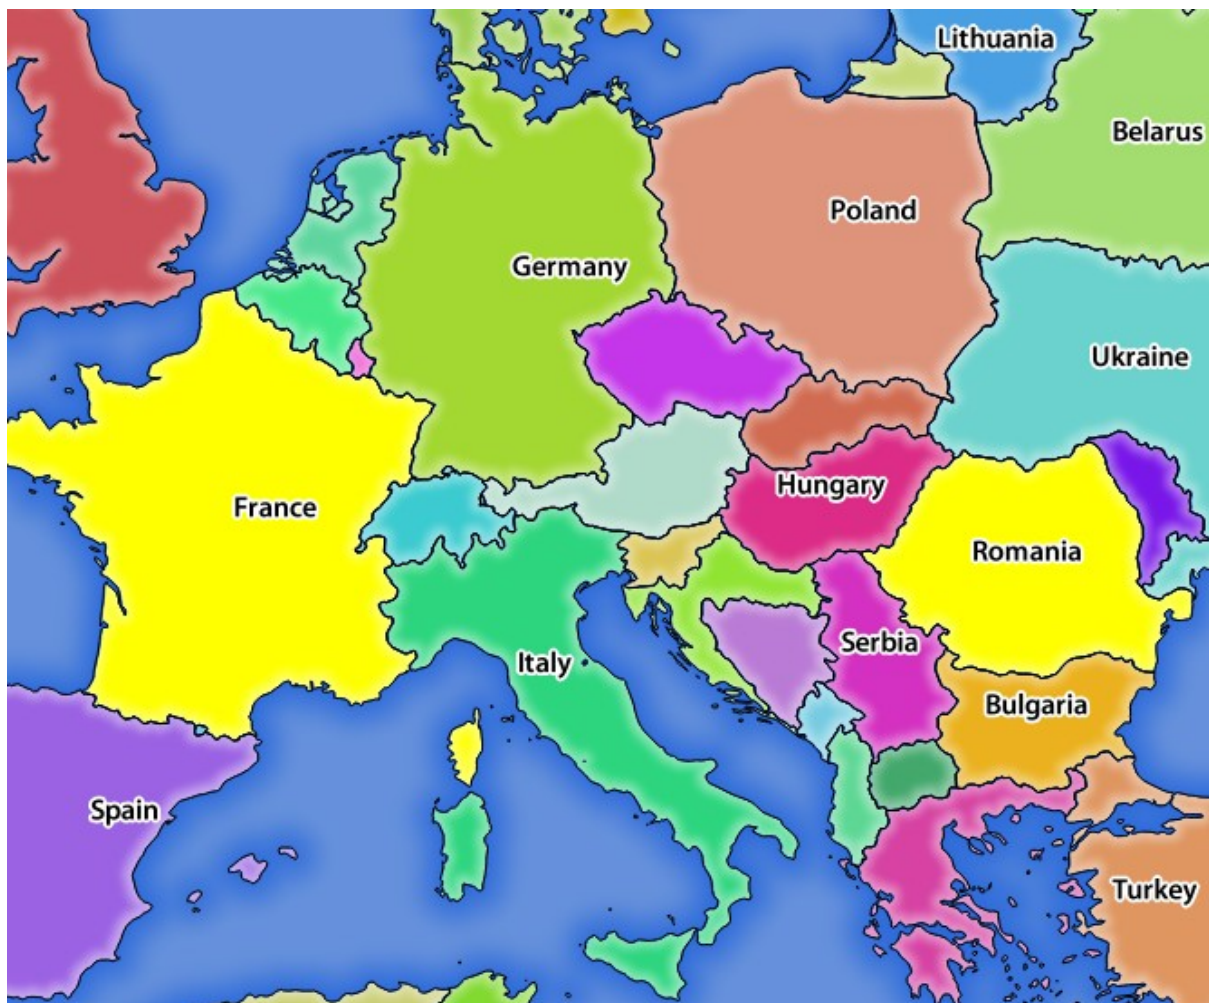 Lithuania
Belarus
Poland
Germany
Ukraine
Hungary
France
Romania
Serbia
Italy
Bulgaria
Spain
Turkey